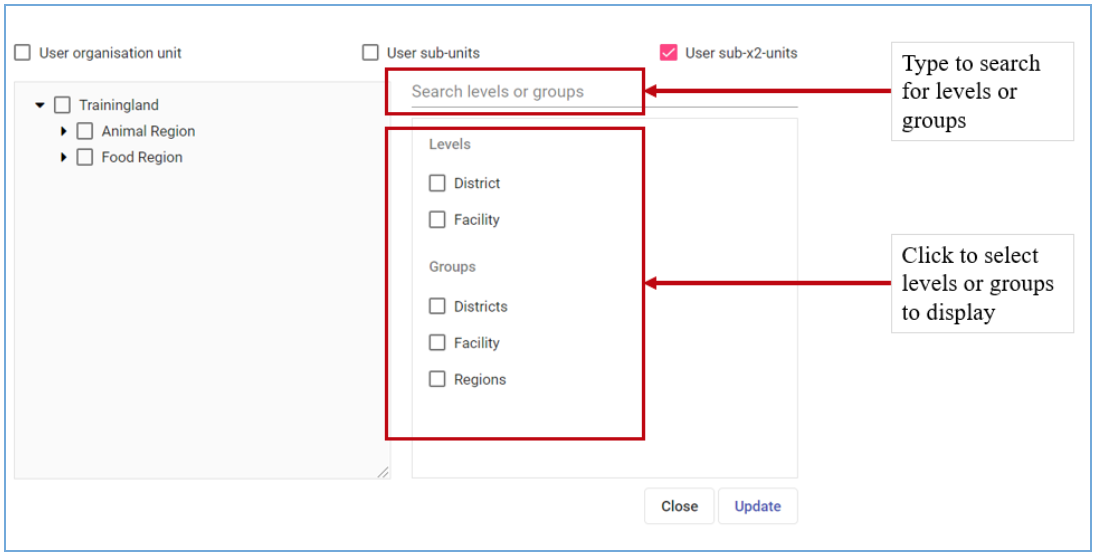 User organisation unit
User sub-units
User sub-x2-units
Trainingland
Animal Region
Food Region
Search levels or groups
Levels
District
Facility
Groups
Districts
Facility
Regions
Close
Update
Type to search
for levels or
groups
Click to select
levels or groups
to display